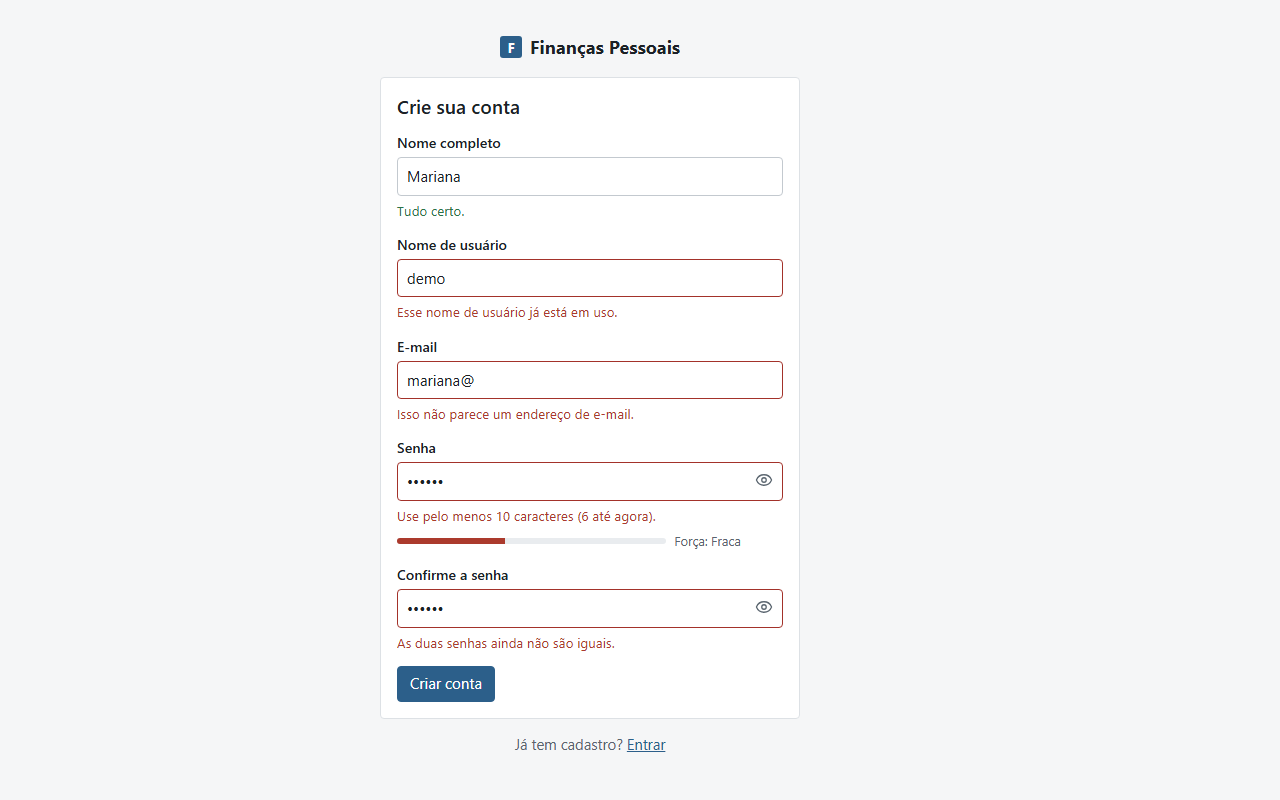 F Finanças Pessoais
Crie sua conta
Nome completo
Mariana
Tudo certo.
Nome de usuário
demo
Esse nome de usuário já está em uso.
E-mail
mariana@
Isso não parece um endereço de e-mail.
Senha
••••••
Use pelo menos 10 caracteres (6 até agora).
Força: Fraca
Confirme a senha
••••••
As duas senhas ainda não são iguais.
Criar conta
Já tem cadastro? Entrar